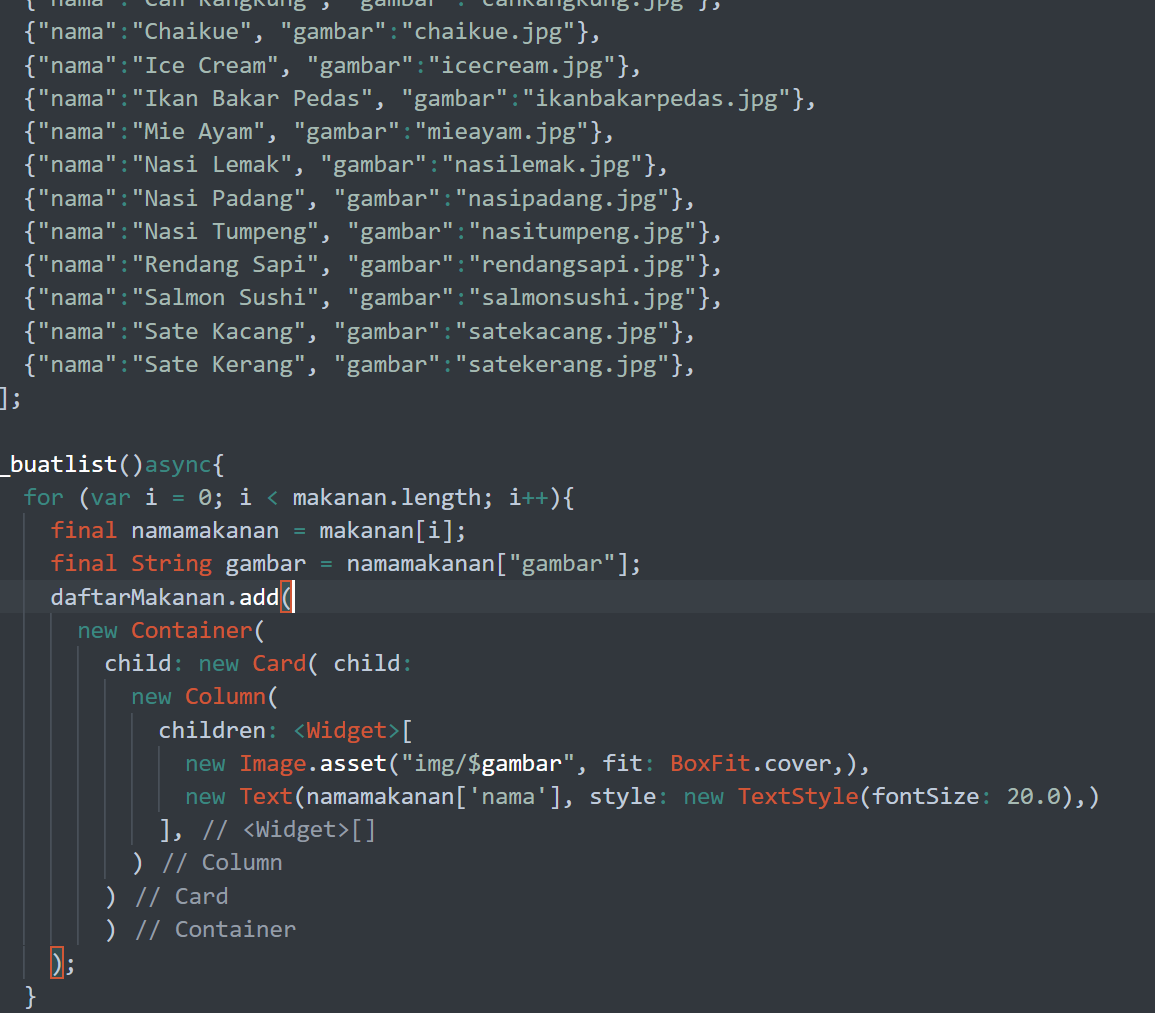 {"nama":"Cah Kangkung", "gambar":"cahkangkung.jpg"},
{"nama":"Chaikue", "gambar":"chaikue.jpg"},
{"nama":"Ice Cream", "gambar":"icecream.jpg"},
{"nama":"Ikan Bakar Pedas", "gambar":"ikanbakarpedas.jpg"},
{"nama":"Mie Ayam", "gambar":"mieayam.jpg"},
{"nama":"Nasi Lemak", "gambar":"nasilemak.jpg"},
{"nama":"Nasi Padang", "gambar":"nasipadang.jpg"},
{"nama":"Nasi Tumpeng", "gambar":"nasitumpeng.jpg"},
{"nama":"Rendang Sapi", "gambar":"rendangsapi.jpg"},
{"nama":"Salmon Sushi", "gambar":"salmonsushi.jpg"},
{"nama":"Sate Kacang", "gambar":"satekacang.jpg"},
{"nama":"Sate Kerang", "gambar":"satekerang.jpg"},
];
_buatlist()async{
for (var i = 0; i < makanan.length; i++){
final namamakanan = makanan[i];
final String gambar = namamakanan["gambar"];
daftarMakanan.add(
new Container(
child: new Card( child:
new Column(
children: <Widget>[
new Image.asset("img/$gambar", fit: BoxFit.cover,),
new Text(namamakanan['nama'], style: new TextStyle(fontSize: 20.0),)
], // <Widget>[]
) // Column
) // Card
) // Container
);
}